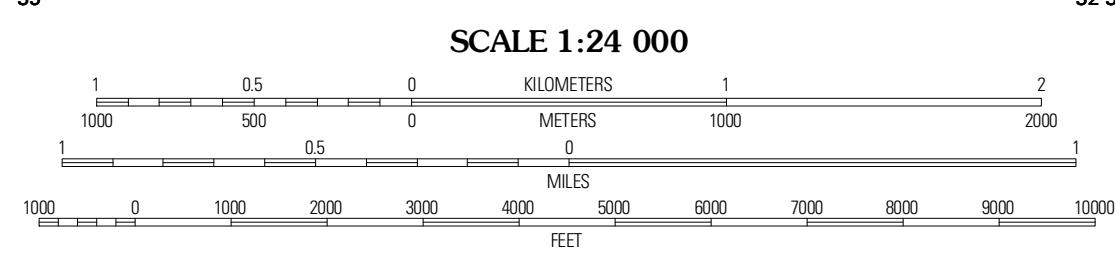 SCALE 1:24 000
1 0.5 0 KILOMETERS 1 2
1000 500 0 METERS 1000 2000
1 0.5 0 1
MILES
1000 0 1000 2000 3000 4000 5000 6000 7000 8000 9000 10000
FEET